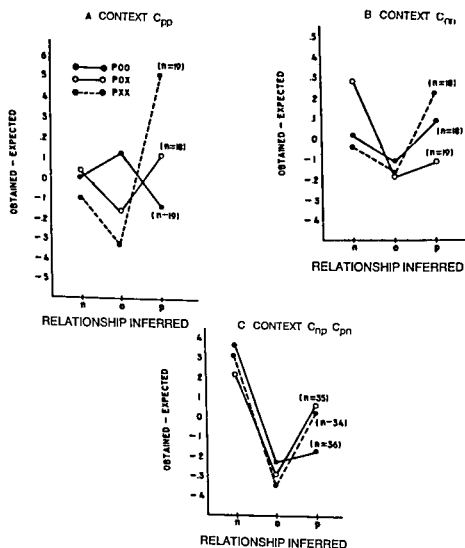 A CONTEXT Cpp
6
5
4
3
2
1
0
-1
-2
-3
-4
-5
OBTAINED - EXPECTED
POO
POX
PXX
(n=19)
(n=18)
(n-19)
n o p
RELATIONSHIP INFERRED
B CONTEXT Cnn
.5
.4
.3
.2
.1
0
-.1
-.2
-.3
-.4
OBTAINED - EXPECTED
(n=18)
(n=18)
(n=19)
n o p
RELATIONSHIP INFERRED
C CONTEXT Cnp Cpn
4
3
2
1
0
-1
-2
-3
-4
OBTAINED - EXPECTED
(n=35)
(n-34)
(n=36)
n o p
RELATIONSHIP INFERRED